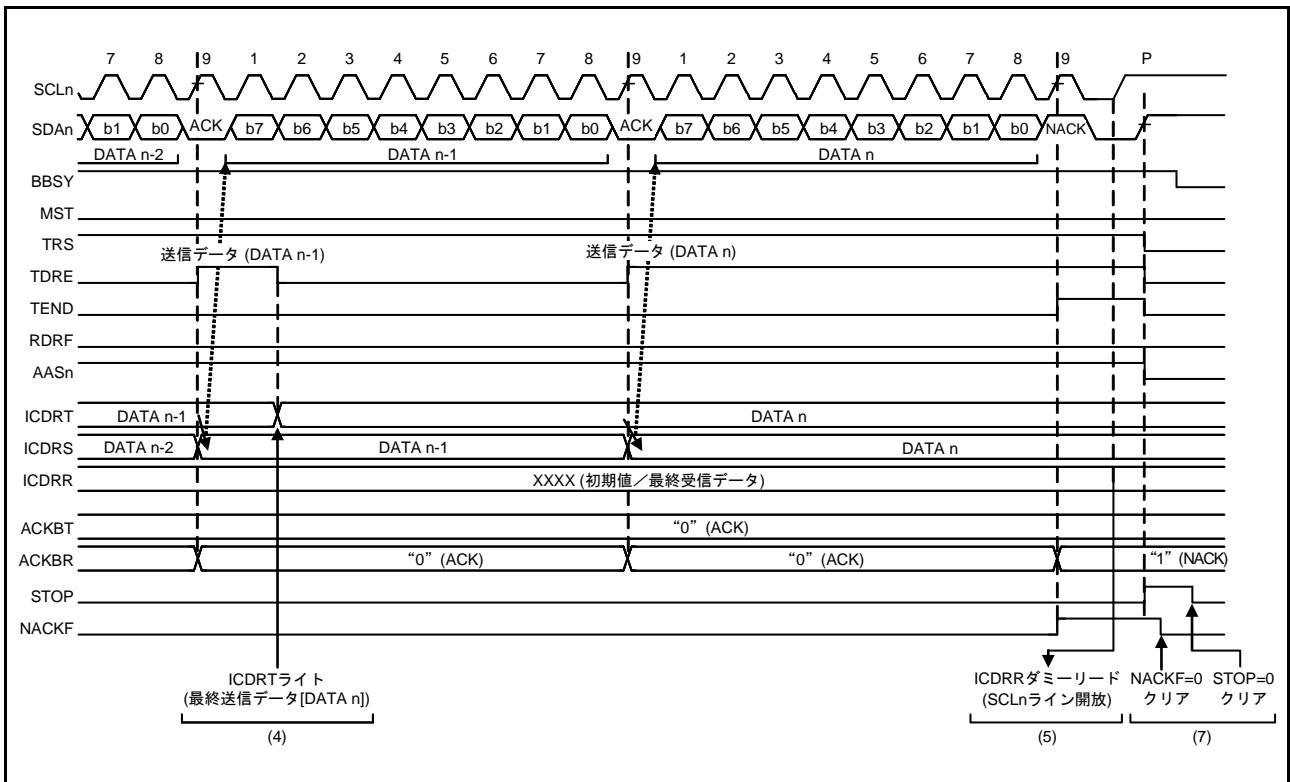 7 8 9 1 2 3 4 5 6 7 8 9 1 2 3 4 5 6 7 8 9 P
SCLn
SDAn b1 b0 ACK b7 b6 b5 b4 b3 b2 b1 b0 ACK b7 b6 b5 b4 b3 b2 b1 b0 NACK
DATA n-2 DATA n-1 DATA n
BBSY
MST
TRS
送信データ (DATA n-1) 送信データ (DATA n)
TDRE
TEND
RDRF
AASn
ICDRT DATA n-1 DATA n
ICDRS DATA n-2 DATA n-1 DATA n
ICDRR XXXX (初期値／最終受信データ)
ACKBT “0” (ACK)
ACKBR “0” (ACK) “0” (ACK) “1” (NACK)
STOP
NACKF
ICDRTライト
(最終送信データ[DATA n])
(4)
ICDRRダミーリード
(SCLnライン開放)
(5)
NACKF=0
クリア
STOP=0
クリア
(7)